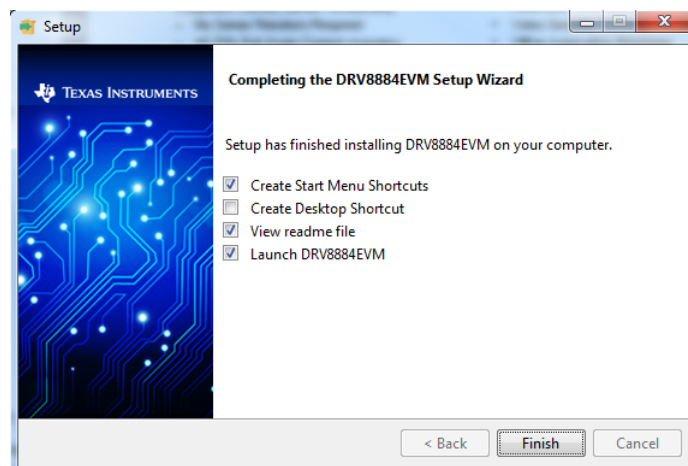 Setup
TEXAS INSTRUMENTS
Completing the DRV8884EVM Setup Wizard
Setup has finished installing DRV8884EVM on your computer.
Create Start Menu Shortcuts
Create Desktop Shortcut
View readme file
Launch DRV8884EVM
< Back
Finish
Cancel